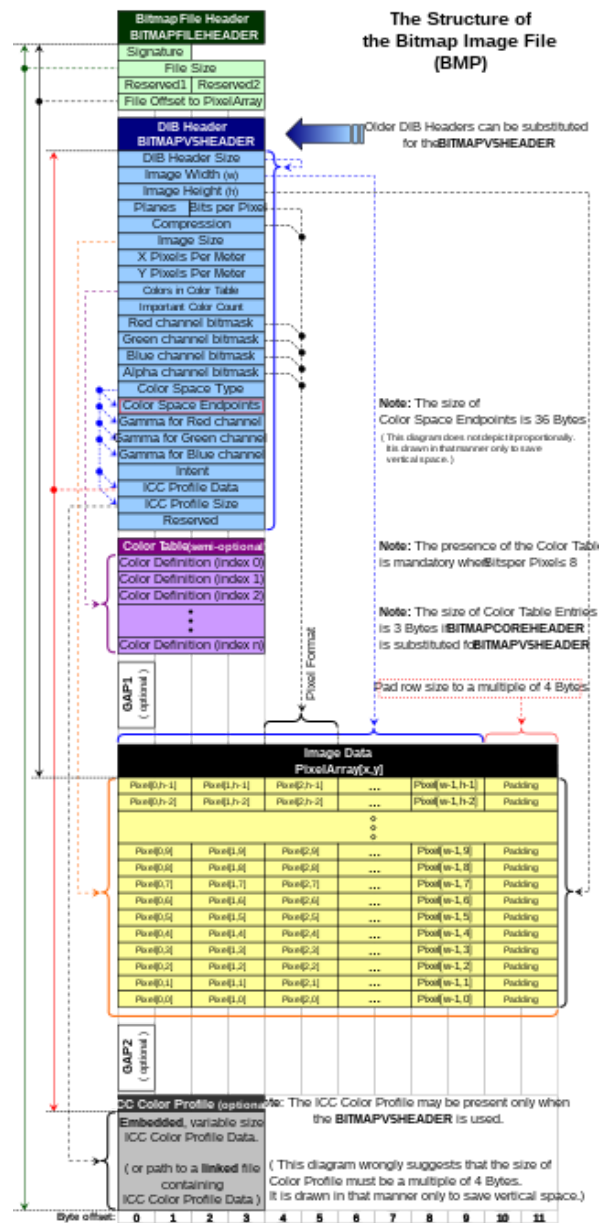 The Structure of
the Bitmap Image File
(BMP)
Bitmap File Header
BITMAPFILEHEADER
Signature
File Size
Reserved1 Reserved2
File Offset to PixelArray
DIB Header
BITMAPV5HEADER
Older DIB Headers can be substituted
for the BITMAPV5HEADER
DIB Header Size
Image Width (w)
Image Height (h)
Planes Bits per Pixel
Compression
Image Size
X Pixels Per Meter
Y Pixels Per Meter
Colors in Color Table
Important Color Count
Red channel bitmask
Green channel bitmask
Blue channel bitmask
Alpha channel bitmask
Color Space Type
Color Space Endpoints
Gamma for Red channel
Gamma for Green channel
Gamma for Blue channel
Intent
ICC Profile Data
ICC Profile Size
Reserved
Note: The size of
Color Space Endpoints is 36 Bytes
( This diagram does not depict it proportionally.
It is drawn in that manner only to save
vertical space. )
Color Table (semi-optional)
Color Definition (index 0)
Color Definition (index 1)
Color Definition (index 2)
Color Definition (index n)
Note: The presence of the Color Table
is mandatory when Bits per Pixels 8
Note: The size of Color Table Entries
is 3 Bytes if BITMAPCOREHEADER
is substituted for BITMAPV5HEADER
GAP1
( optional )
Pixel Format
Pad row size to a multiple of 4 Bytes
Image Data
PixelArray[x,y]
Pixel[0,h-1] Pixel[1,h-1] Pixel[2,h-1] ... Pixel[w-1,h-1] Padding
Pixel[0,h-2] Pixel[1,h-2] Pixel[2,h-2] ... Pixel[w-1,h-2] Padding
Pixel[0,9] Pixel[1,9] Pixel[2,9] ... Pixel[w-1,9] Padding
Pixel[0,8] Pixel[1,8] Pixel[2,8] ... Pixel[w-1,8] Padding
Pixel[0,7] Pixel[1,7] Pixel[2,7] ... Pixel[w-1,7] Padding
Pixel[0,6] Pixel[1,6] Pixel[2,6] ... Pixel[w-1,6] Padding
Pixel[0,5] Pixel[1,5] Pixel[2,5] ... Pixel[w-1,5] Padding
Pixel[0,4] Pixel[1,4] Pixel[2,4] ... Pixel[w-1,4] Padding
Pixel[0,3] Pixel[1,3] Pixel[2,3] ... Pixel[w-1,3] Padding
Pixel[0,2] Pixel[1,2] Pixel[2,2] ... Pixel[w-1,2] Padding
Pixel[0,1] Pixel[1,1] Pixel[2,1] ... Pixel[w-1,1] Padding
Pixel[0,0] Pixel[1,0] Pixel[2,0] ... Pixel[w-1,0] Padding
GAP2
( optional )
CC Color Profile (optional)
te: The ICC Color Profile may be present only when
the BITMAPV5HEADER is used.
Embedded, variable size
ICC Color Profile Data.
( or path to a linked file
containing
ICC Color Profile Data )
( This diagram wrongly suggests that the size of
Color Profile must be a multiple of 4 Bytes.
It is drawn in that manner only to save vertical space.)
Byte offset: 0 1 2 3 4 5 6 7 8 9 10 11